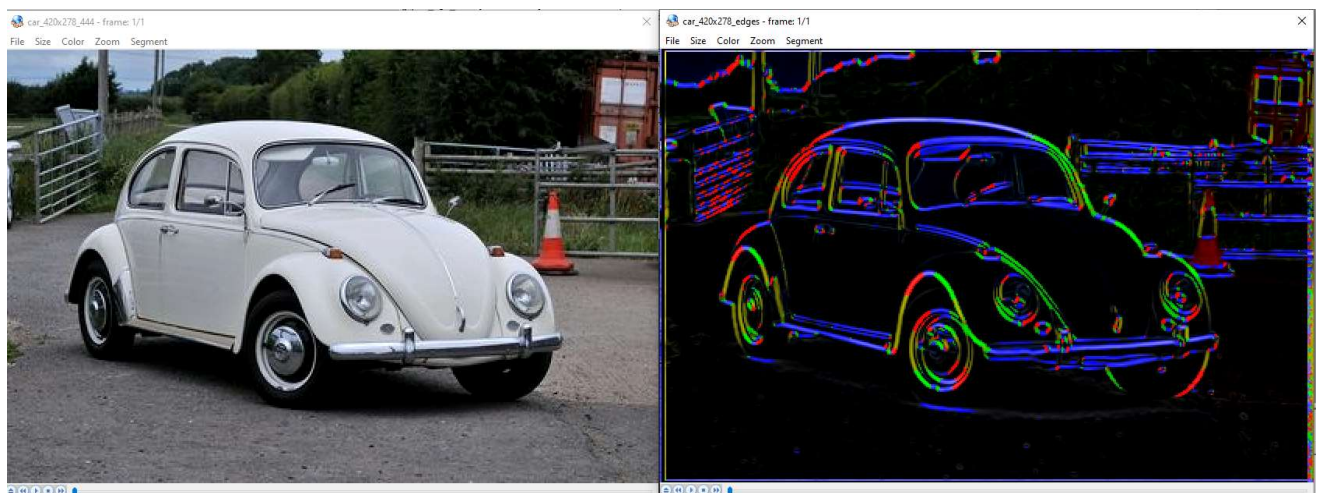 car_420x278_444 - frame: 1/1
File Size Color Zoom Segment
car_420x278_edges - frame: 1/1
File Size Color Zoom Segment